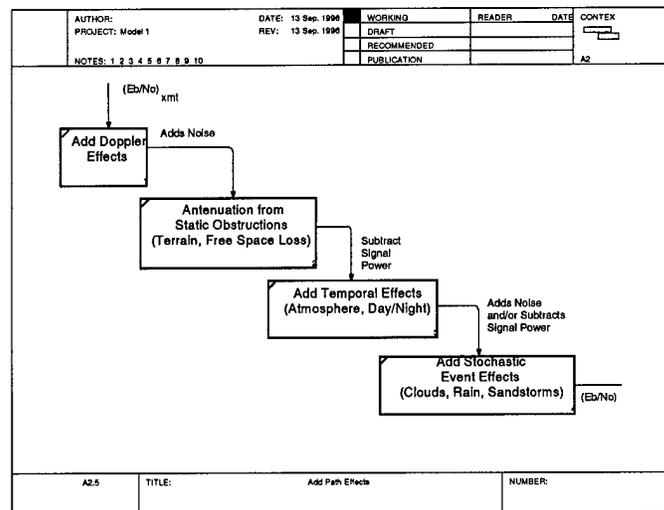 AUTHOR: DATE: 13 Sep. 1996 WORKING READER DATE CONTEX
PROJECT: Model 1 REV: 13 Sep. 1996 DRAFT
RECOMMENDED
NOTES: 1 2 3 4 5 6 7 8 9 10 PUBLICATION A2
(Eb/No) xmt
Add Doppler
Effects
Adds Noise
Antenuation from
Static Obstructions
(Terrain, Free Space Loss)
Subtract
Signal
Power
Add Temporal Effects
(Atmosphere, Day/Night)
Adds Noise
and/or Subtracts
Signal Power
Add Stochastic
Event Effects
(Clouds, Rain, Sandstorms)
(Eb/No)
A2.5 TITLE: Add Path Effects NUMBER: